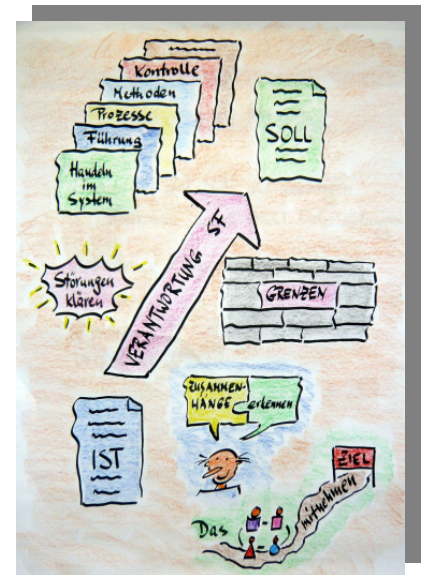 Kontrolle
Methoden
Prozesse
Führung
Handeln
im
System
SOLL
VERANTWORTUNG SF
Störungen
klären
GRENZEN
ZUSAMMEN-
HÄNGE erkennen
IST
ZIEL
Das mitnehmen